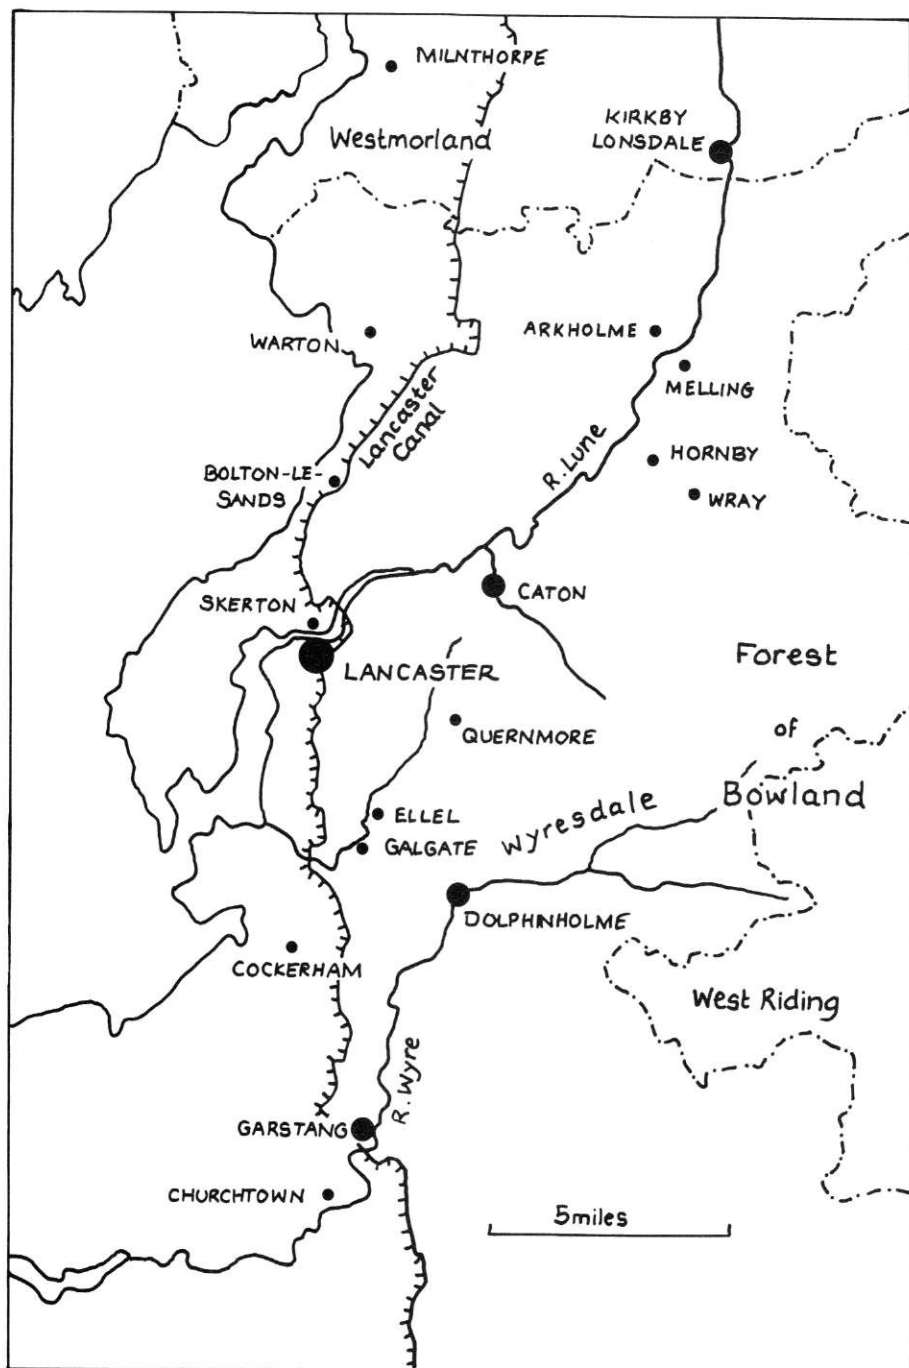 MILNTHORPE
Westmorland
KIRKBY
LONSDALE
WARTON
ARKHOLME
MELLING
Lancaster
Canal
R. Lune
HORNBY
BOLTON-LE-
SANDS
WRAY
CATON
SKERTON
LANCASTER
Forest
of
Bowland
QUERNMORE
ELLEL
Wyresdale
GALGATE
DOLPHINHOLME
COCKERHAM
West Riding
R. Wyre
GARSTANG
CHURCHTOWN
5miles